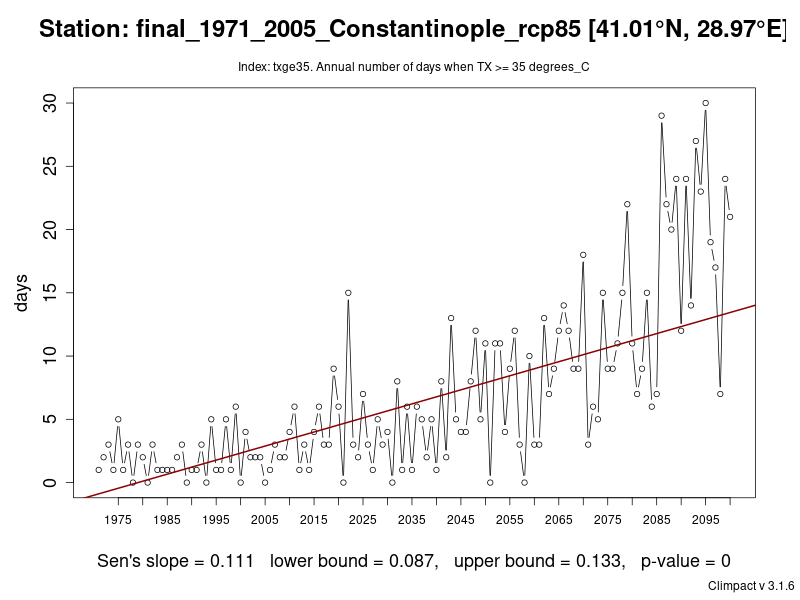 Station: final_1971_2005_Constantinople_rcp85 [41.01°N, 28.97°E]
Index: txge35. Annual number of days when TX >= 35 degrees_C
30
25
20
15
10
5
0
days
1975 1985 1995 2005 2015 2025 2035 2045 2055 2065 2075 2085 2095
Sen's slope = 0.111 lower bound = 0.087, upper bound = 0.133, p-value = 0
Climpact v 3.1.6